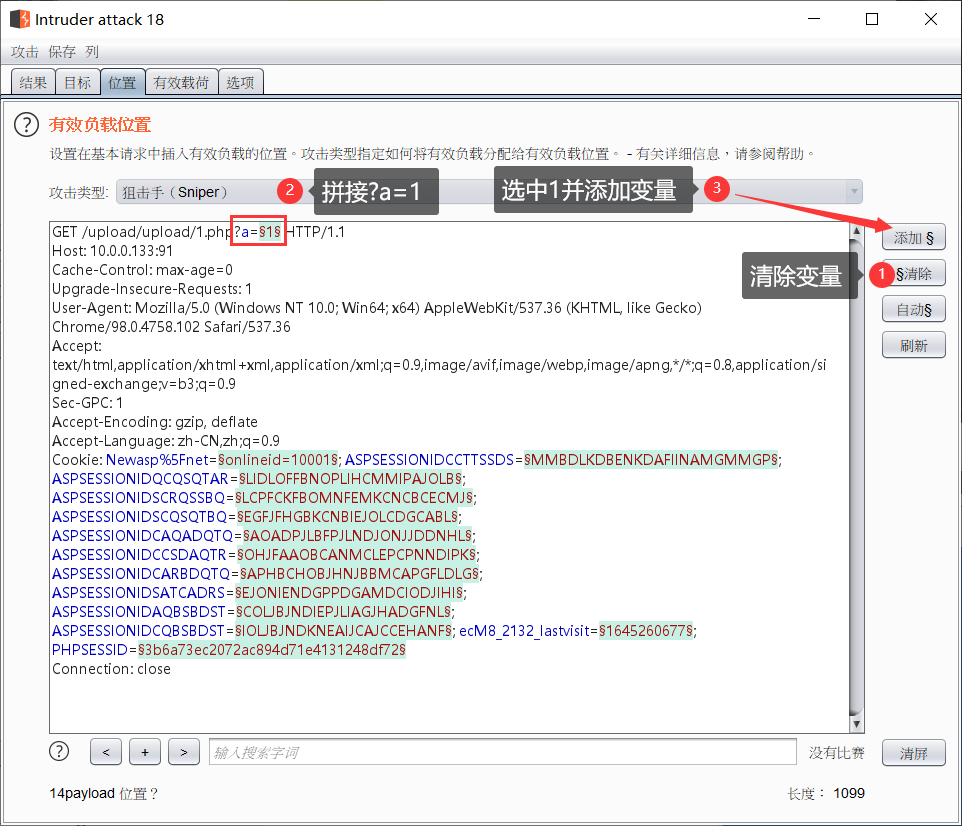 Intruder attack 18
攻击 保存 列
结果 目标 位置 有效载荷 选项
? 有效负载位置
设置在基本请求中插入有效负载的位置。攻击类型指定如何将有效负载分配给有效负载位置。 - 有关详细信息，请参阅帮助。
攻击类型: 狙击手（Sniper） 2 拼接?a=1 选中1并添加变量 3
GET /upload/upload/1.php?a=§1§ HTTP/1.1
添加 §
Host: 10.0.0.133:91
Cache-Control: max-age=0
清除变量 1 §清除
Upgrade-Insecure-Requests: 1
User-Agent: Mozilla/5.0 (Windows NT 10.0; Win64; x64) AppleWebKit/537.36 (KHTML, like Gecko)
自动§
Chrome/98.0.4758.102 Safari/537.36
Accept:
刷新
text/html,application/xhtml+xml,application/xml;q=0.9,image/avif,image/webp,image/apng,*/*;q=0.8,application/si
gned-exchange;v=b3;q=0.9
Sec-GPC: 1
Accept-Encoding: gzip, deflate
Accept-Language: zh-CN,zh;q=0.9
Cookie: Newasp%5Fnet=§onlineid=10001§; ASPSESSIONIDCCTTSSDS=§MMBDLKDBENKDAFIINAMGMMGP§;
ASPSESSIONIDQCQSQTAR=§LIDLOFFBNOPLIHCMMIPAJOLB§;
ASPSESSIONIDSCRQSSBQ=§LCPFCKFBOMNFEMKCNCBCECMJ§;
ASPSESSIONIDSCQSQTBQ=§EGFJFHGBKCNBIEJOLCDGCABL§;
ASPSESSIONIDCAQADQTQ=§AOADPJLBFPJLNDJONJJDDNHL§;
ASPSESSIONIDCCSDAQTR=§OHJFAAOBCANMCLEPCPNNDIPK§;
ASPSESSIONIDCARBDQTQ=§APHBCHOBJHNJBBMCAPGFLDLG§;
ASPSESSIONIDSATCADRS=§EJONIENDGPPDGAMDCIODJIHI§;
ASPSESSIONIDAQBSBDST=§COLJBJNDIEPJLIAGJHADGFNL§;
ASPSESSIONIDCQBSBDST=§IOLJBJNDKNEAIJCAJCCEHANF§; ecM8_2132_lastvisit=§1645260677§;
PHPSESSID=§3b6a73ec2072ac894d71e4131248df72§
Connection: close
? < + > 输入搜索字词 没有比赛 清屏
14payload 位置？ 长度： 1099